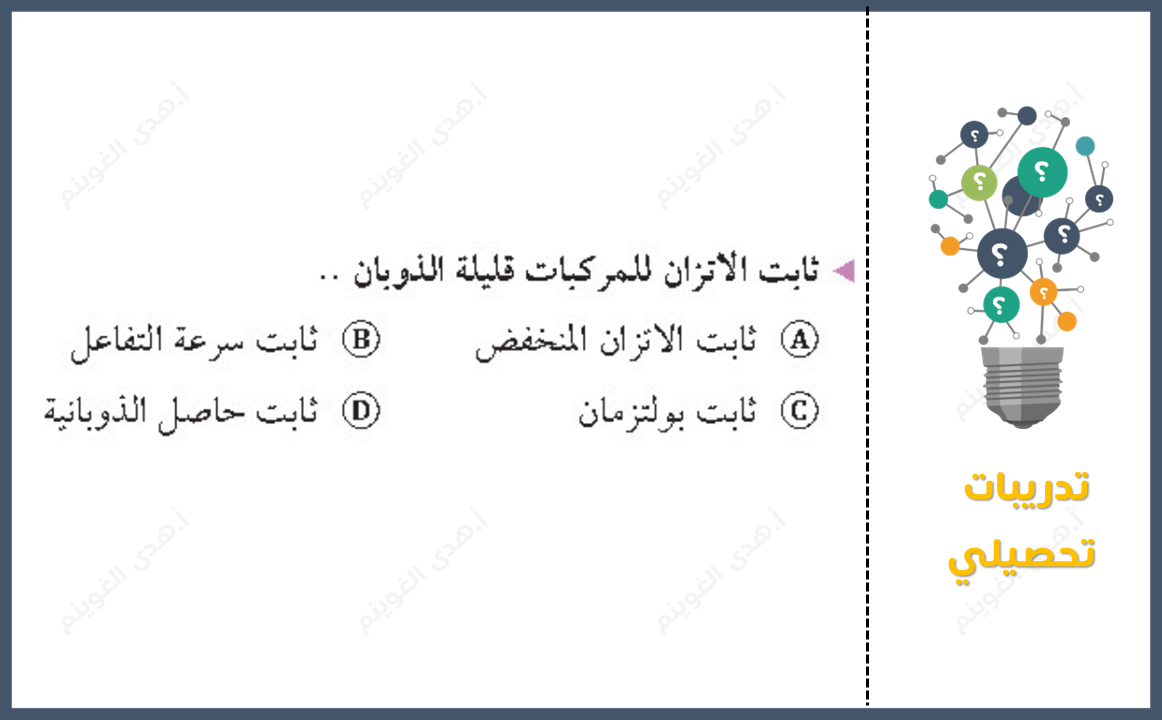 ثابت الاتزان للمركبات قليلة الذوبان ..
A ثابت الاتزان المنخفض
B ثابت سرعة التفاعل
C ثابت بولتزمان
D ثابت حاصل الذوبانية
تدريبات
تحصيلي
أ.هدى الغوينم